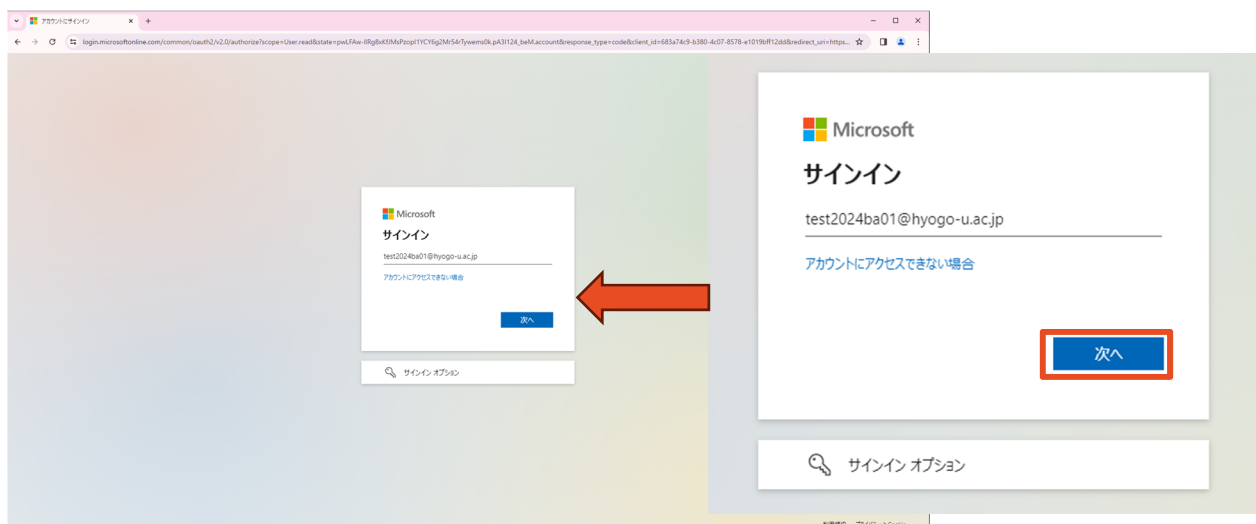 アカウントにサインイン
login.microsoftonline.com/common/oauth2/v2.0/authorize?scope=User.read&state=pwLFAw-IlRg8xKfJMsPzopI1YCY6g2Mr54rTywems0k.pA3I124_beM.account&response_type=code&client_id=683a74c9-b380-4c07-8578-e1019bff12dd&redirect_uri=https...
Microsoft
サインイン
test2024ba01@hyogo-u.ac.jp
アカウントにアクセスできない場合
次へ
サインイン オプション
Microsoft
サインイン
test2024ba01@hyogo-u.ac.jp
アカウントにアクセスできない場合
次へ
サインイン オプション